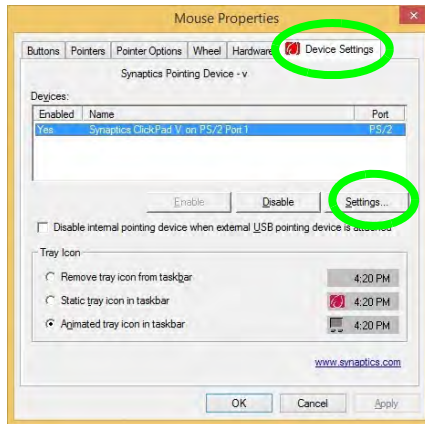 Mouse Properties
Buttons Pointers Pointer Options Wheel Hardware Device Settings
Synaptics Pointing Device - v
Devices:
Enabled Name Port
Yes Synaptics ClickPad V on PS/2 Port 1 PS/2
Enable Disable Settings...
Disable internal pointing device when external USB pointing device is attached
Tray Icon
Remove tray icon from taskbar 4:20 PM
Static tray icon in taskbar 4:20 PM
Animated tray icon in taskbar 4:20 PM
www.synaptics.com
OK Cancel Apply